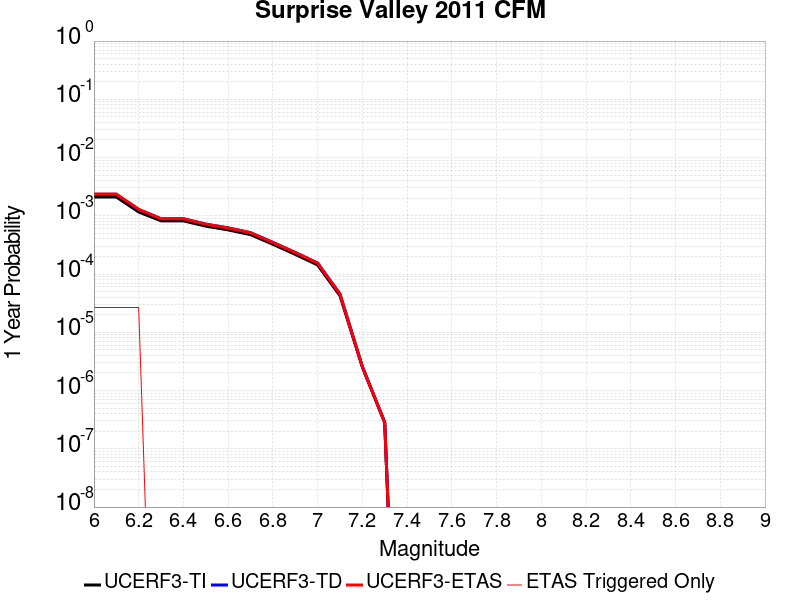 Surprise Valley 2011 CFM
1 Year Probability
10^0
10^-1
10^-2
10^-3
10^-4
10^-5
10^-6
10^-7
10^-8
6 6.2 6.4 6.6 6.8 7 7.2 7.4 7.6 7.8 8 8.2 8.4 8.6 8.8 9
Magnitude
UCERF3-TI UCERF3-TD UCERF3-ETAS ETAS Triggered Only